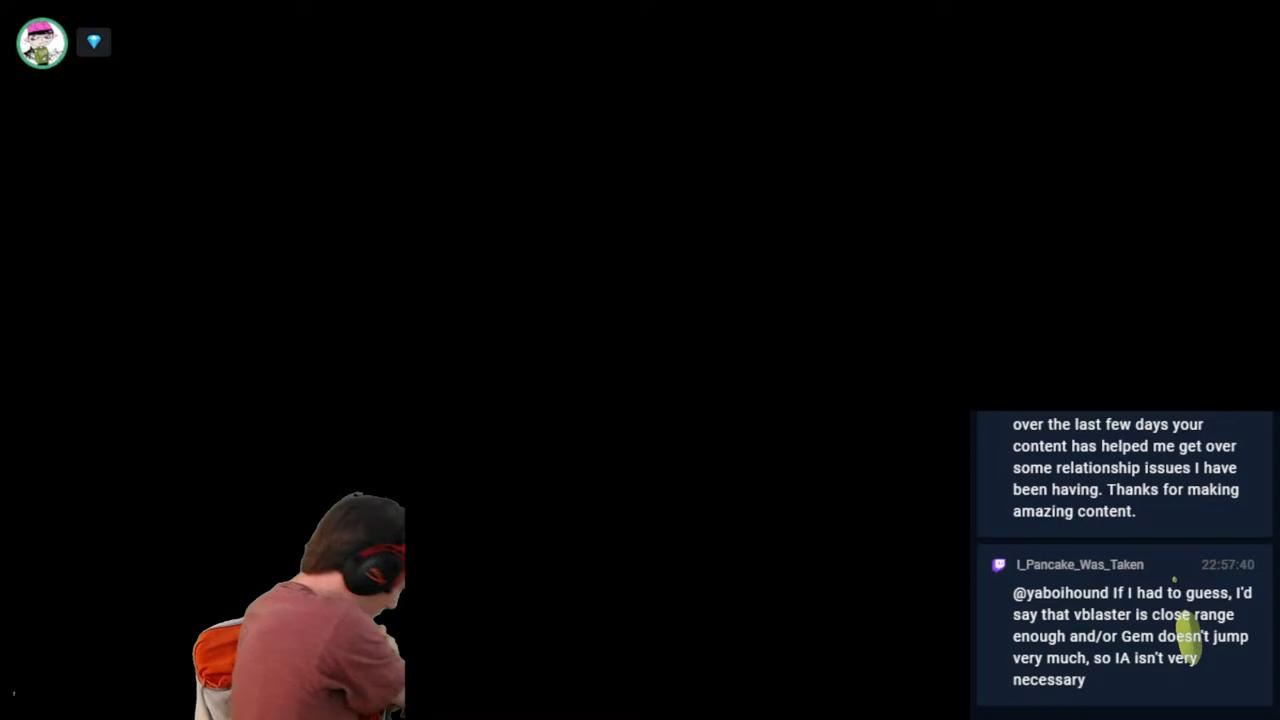 over the last few days your
content has helped me get over
some relationship issues I have
been having. Thanks for making
amazing content.
I_Pancake_Was_Taken 22:57:40
@yaboihound If I had to guess, I'd
say that vblaster is close range
enough and/or Gem doesn't jump
very much, so IA isn't very
necessary